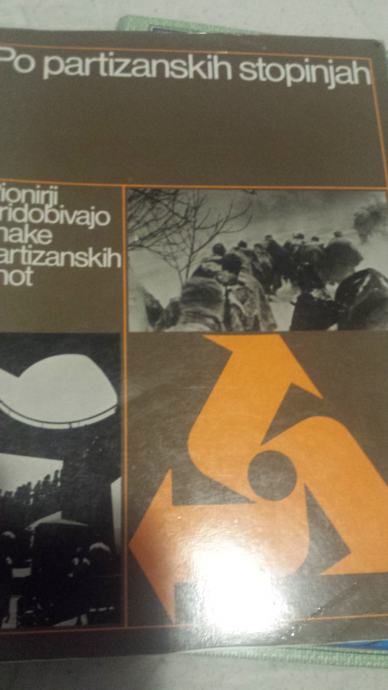 Po partizanskih stopinjah
ionirji
ridobivajo
nake
artizanskih
not